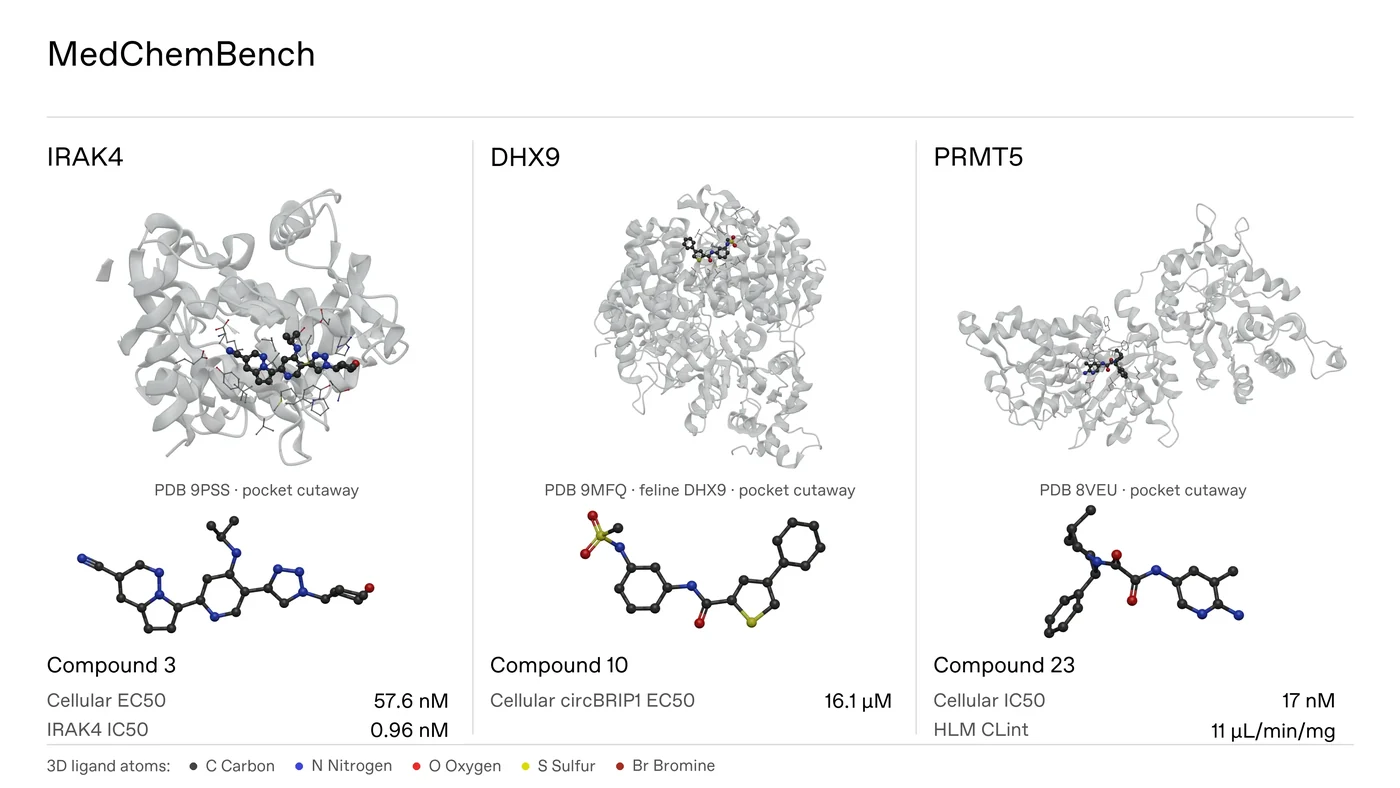 MedChemBench
IRAK4
PDB 9PSS · pocket cutaway
Compound 3
Cellular EC50 57.6 nM
IRAK4 IC50 0.96 nM
DHX9
PDB 9MFQ · feline DHX9 · pocket cutaway
Compound 10
Cellular circBRIP1 EC50 16.1 µM
PRMT5
PDB 8VEU · pocket cutaway
Compound 23
Cellular IC50 17 nM
HLM CLint 11 µL/min/mg
3D ligand atoms: C Carbon N Nitrogen O Oxygen S Sulfur Br Bromine